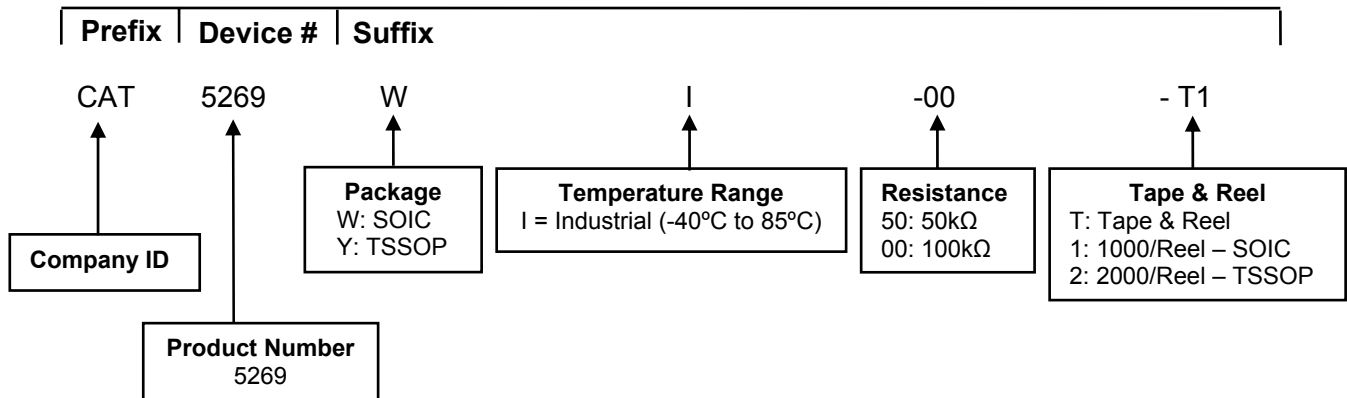 Prefix Device # Suffix
CAT 5269 W I -00 - T1
Package
W: SOIC
Y: TSSOP
Temperature Range
I = Industrial (-40ºC to 85ºC)
Resistance
50: 50kΩ
00: 100kΩ
Tape & Reel
T: Tape & Reel
1: 1000/Reel – SOIC
2: 2000/Reel – TSSOP
Company ID
Product Number
5269